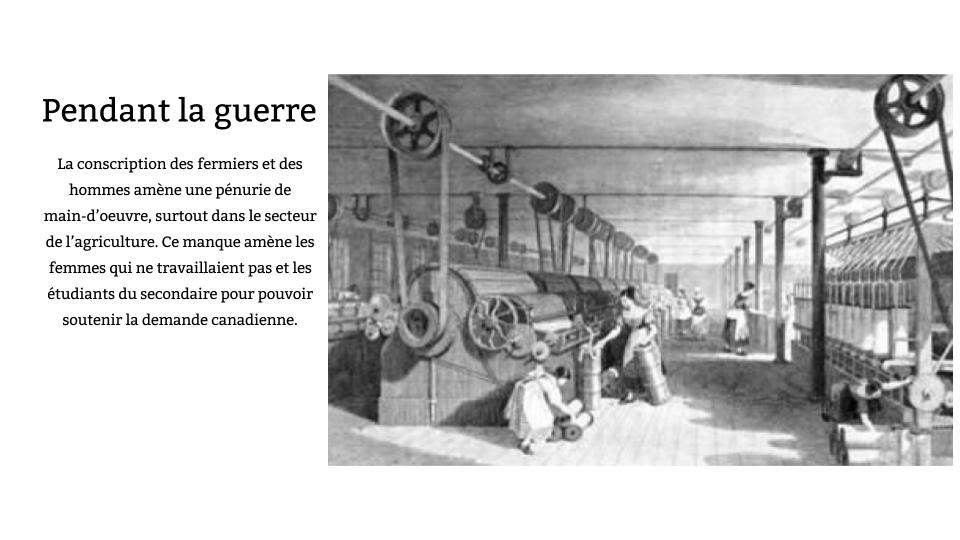 Pendant la guerre
La conscription des fermiers et des
hommes amène une pénurie de
main-d'oeuvre, surtout dans le secteur
de l'agriculture. Ce manque amène les
femmes qui ne travaillaient pas et les
étudiants du secondaire pour pouvoir
soutenir la demande canadienne.